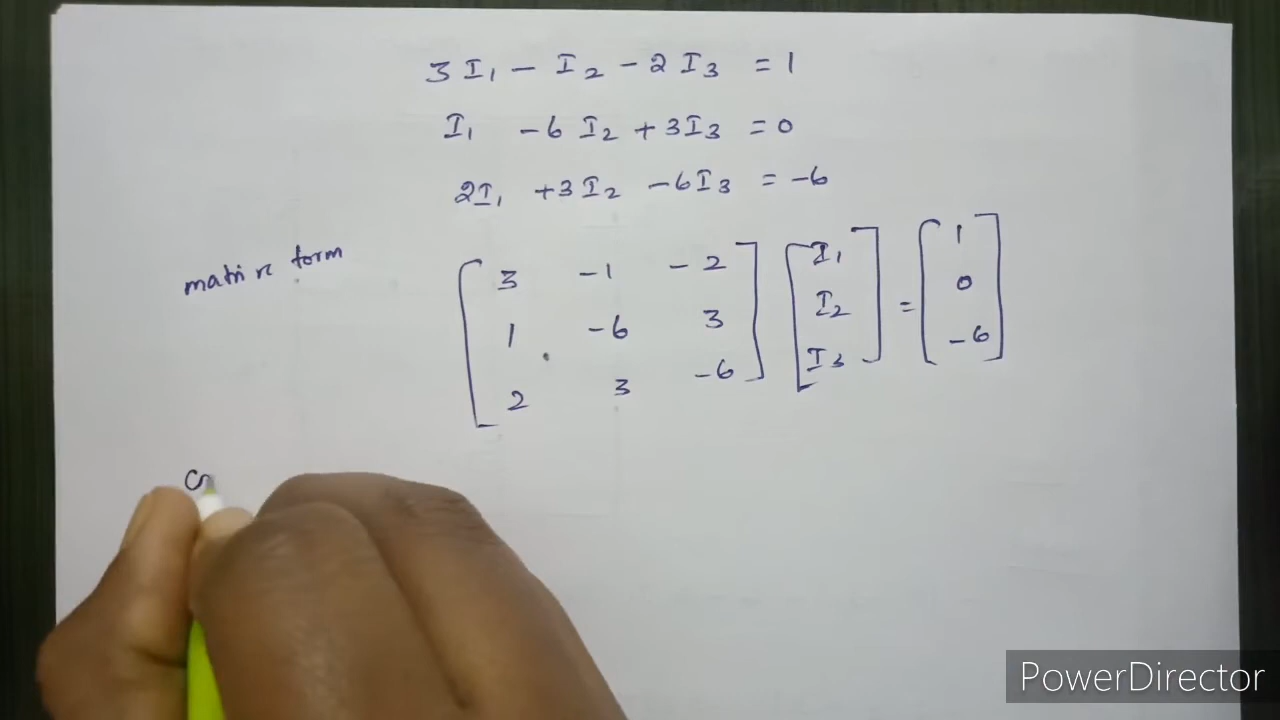 3I₁ - I₂ - 2I₃ = 1
I₁ - 6I₂ + 3I₃ = 0
2I₁ + 3I₂ - 6I₃ = -6
matrix form
[3 -1 -2] [I₁] = [1]
[1 -6 3] [I₂] [0]
[2 3 -6] [I₃] [-6]
PowerDirector